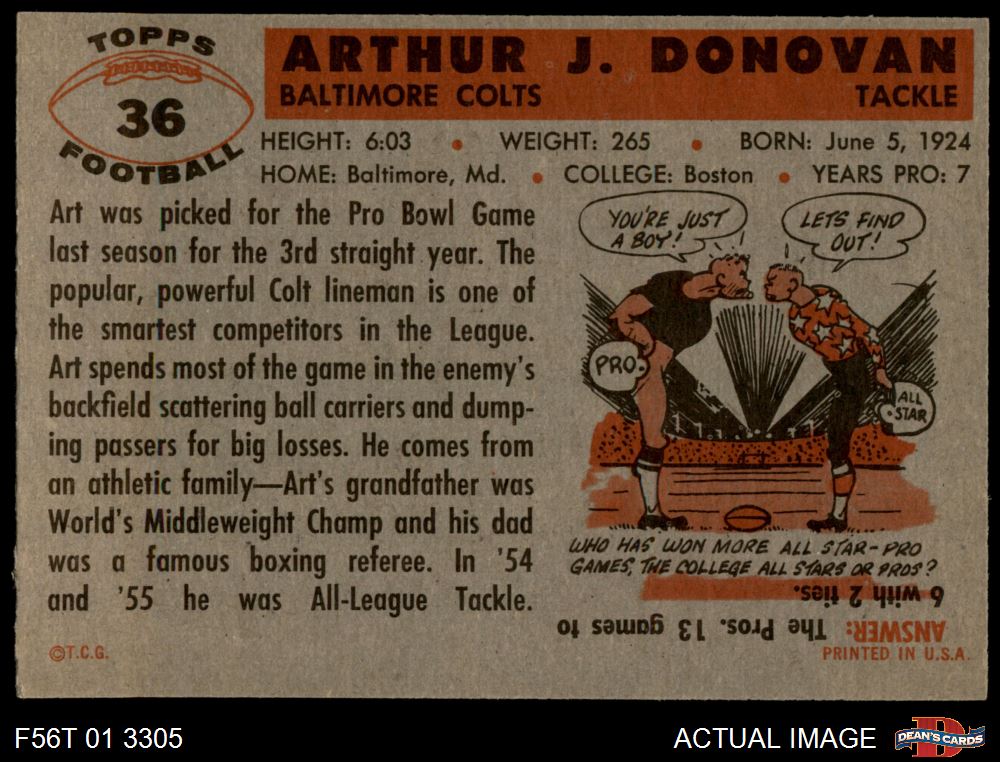 TOPPS
36
FOOTBALL
ARTHUR J. DONOVAN
BALTIMORE COLTS TACKLE
HEIGHT: 6:03 • WEIGHT: 265 • BORN: June 5, 1924
HOME: Baltimore, Md. • COLLEGE: Boston • YEARS PRO: 7
Art was picked for the Pro Bowl Game
last season for the 3rd straight year. The
popular, powerful Colt lineman is one of
the smartest competitors in the League.
Art spends most of the game in the enemy's
backfield scattering ball carriers and dump-
ing passers for big losses. He comes from
an athletic family—Art's grandfather was
World's Middleweight Champ and his dad
was a famous boxing referee. In '54
and '55 he was All-League Tackle.
©T.C.G.
YOU'RE JUST
A BOY!
LETS FIND
OUT!
PRO.
ALL
STAR
WHO HAS WON MORE ALL STAR-PRO
GAMES, THE COLLEGE ALL STARS OR PROS?
ANSWER: The Pros. 13 games to
6 with 2 ties.
PRINTED IN U.S.A.
F56T 01 3305
ACTUAL IMAGE
DEAN'S CARDS